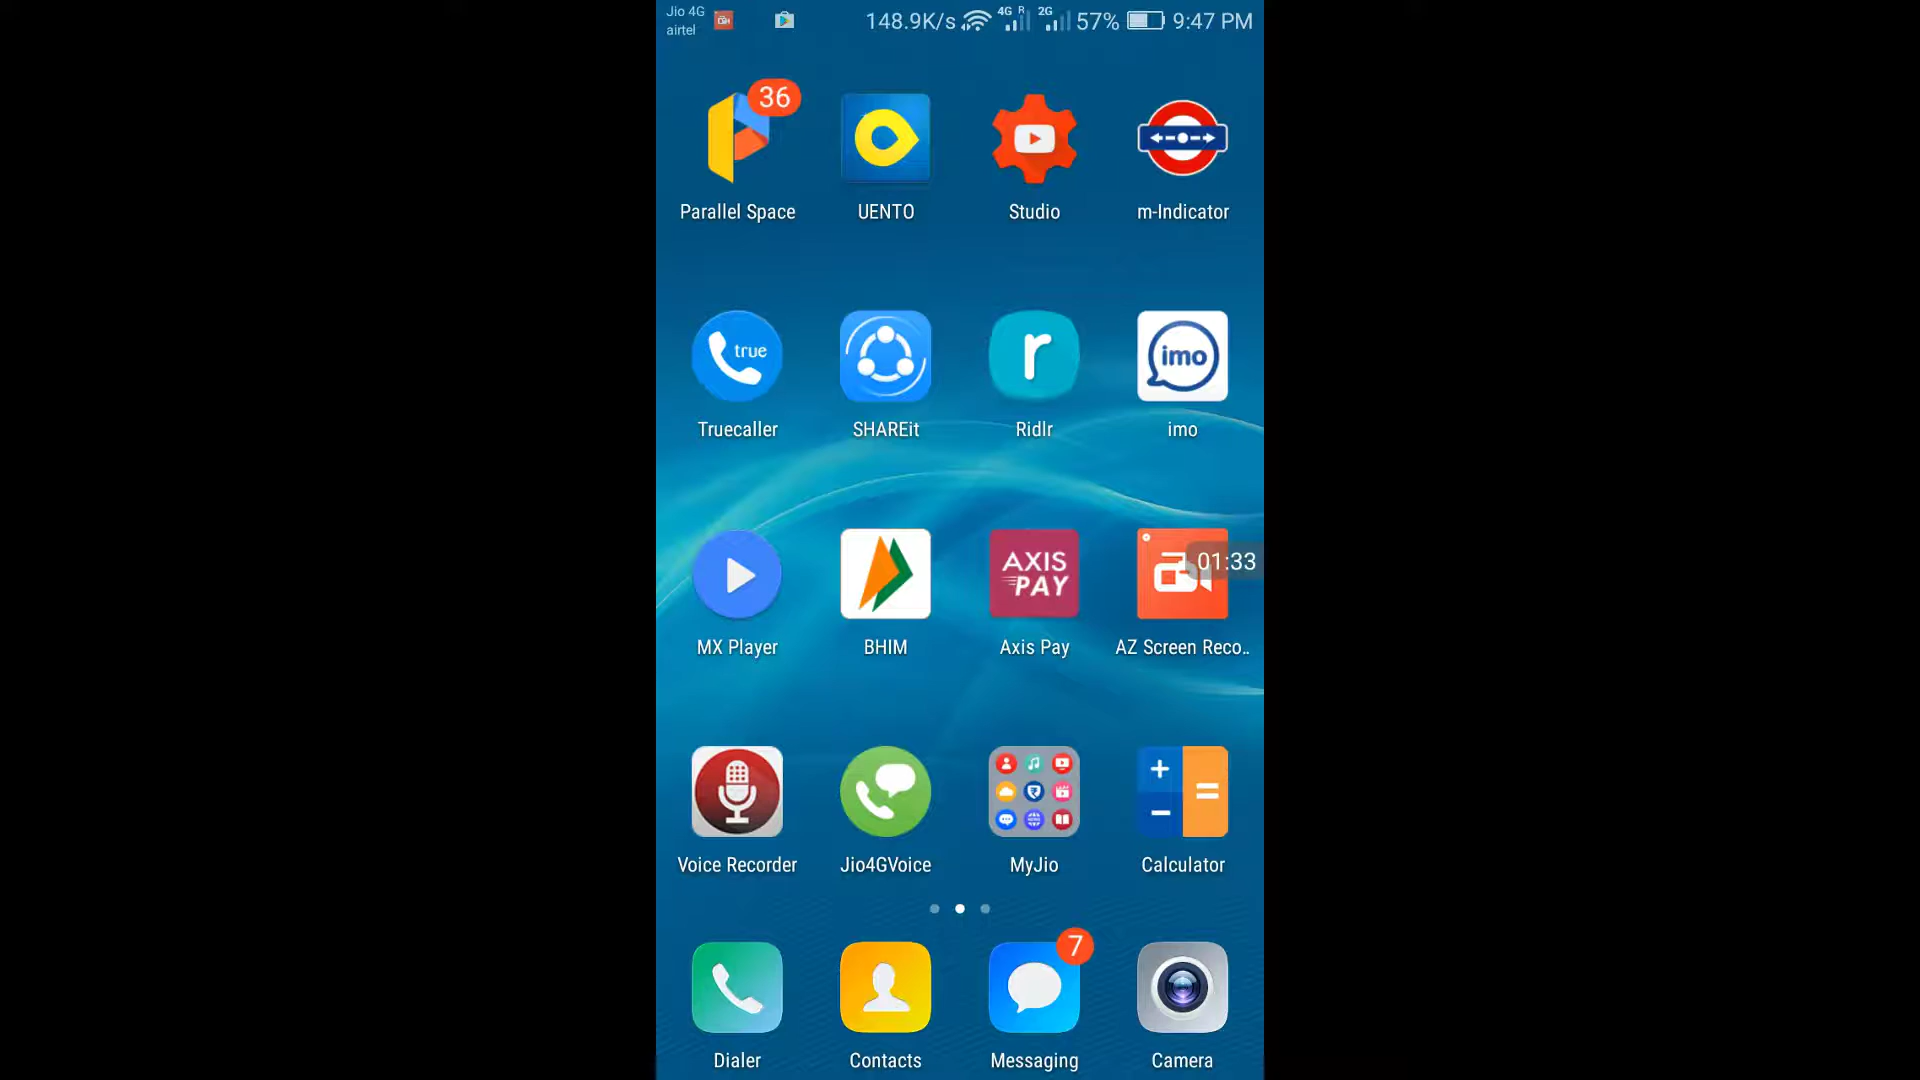 Jio 4G
airtel
148.9K/s 4G R 2G 57% 9:47 PM
36
Parallel Space UENTO Studio m-Indicator
true
r
imo
Truecaller SHAREit Ridlr imo
AXIS
PAY
01:33
MX Player BHIM Axis Pay AZ Screen Reco..
Voice Recorder Jio4GVoice MyJio Calculator
7
Dialer Contacts Messaging Camera